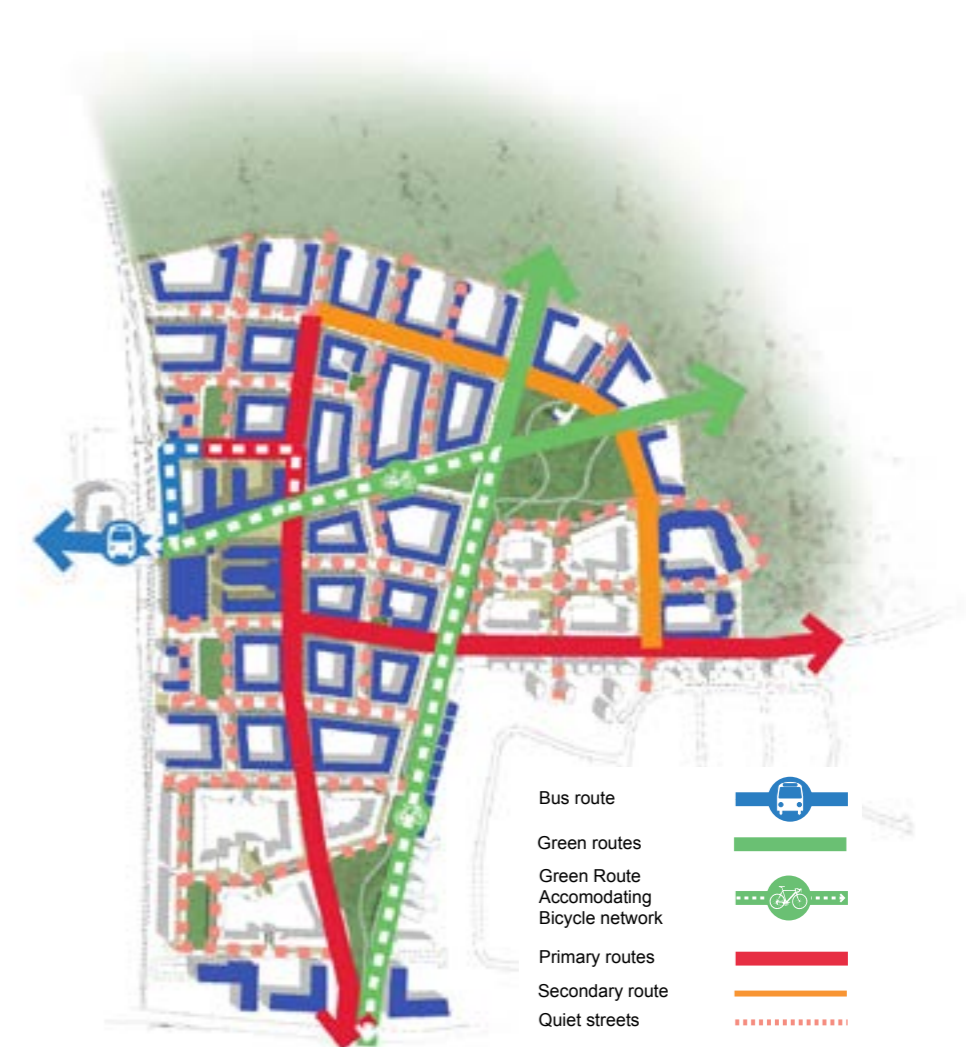 Bus route
Green routes
Green Route
Accomodating
Bicycle network
Primary routes
Secondary route
Quiet streets